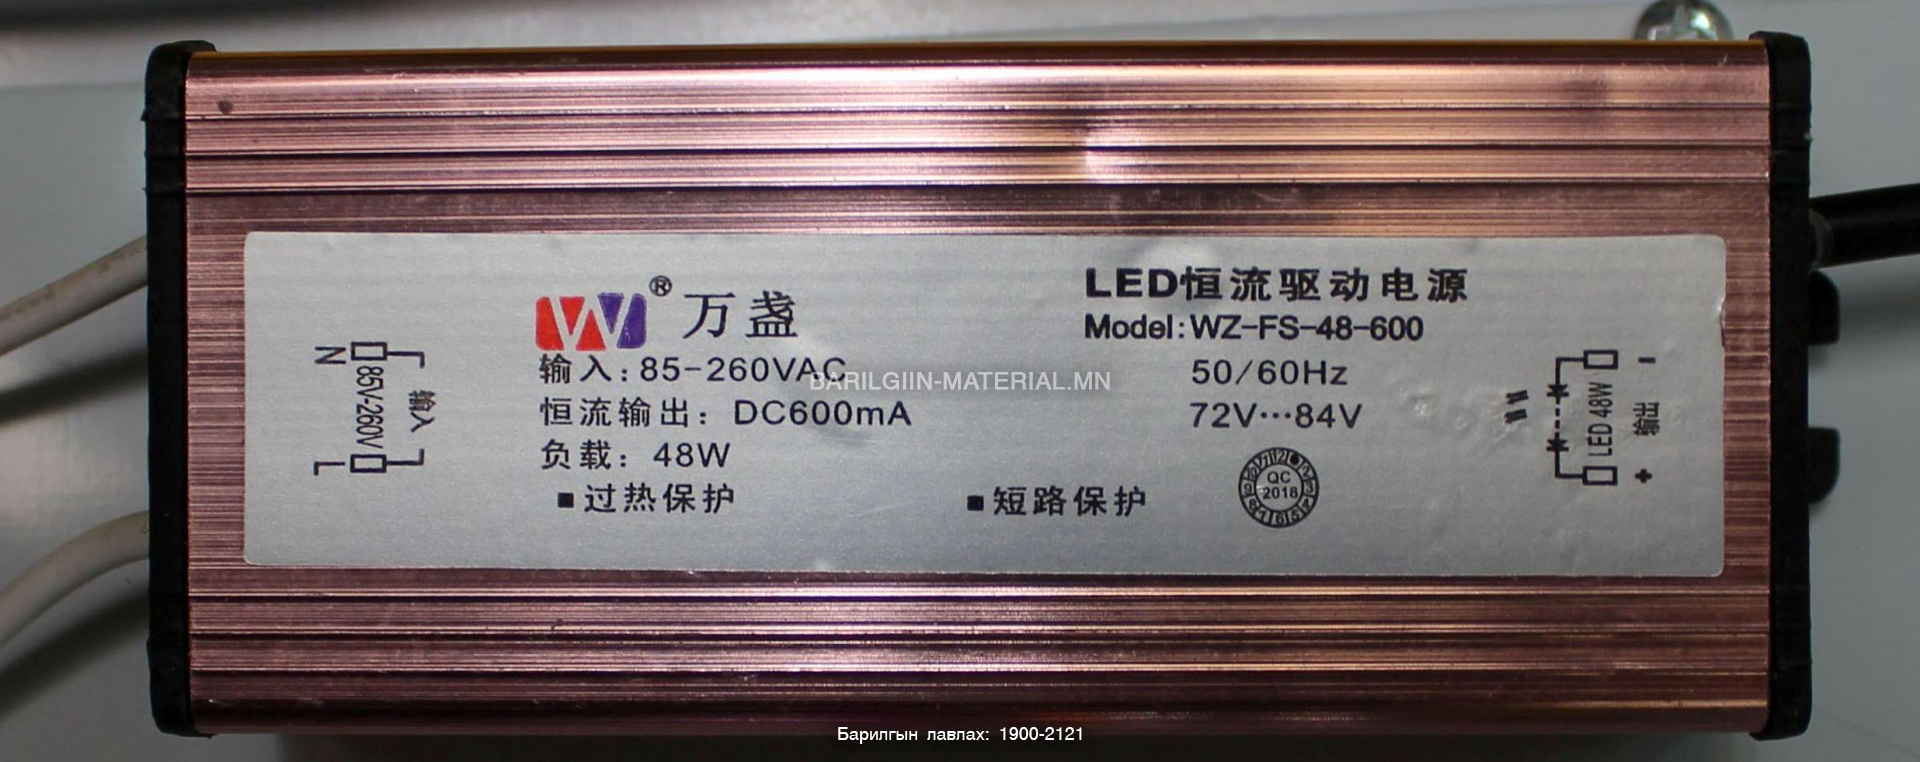 N
85V-260V
输入
L
W® 万盏
输入: 85-260VAC
恒流输出: DC600mA
负载: 48W
■过热保护
■短路保护
LED恒流驱动电源
Model: WZ-FS-48-600
50/60Hz
72V···84V
QC
2018
LED 48W
输出
-
+
BARILGIIN-MATERIAL.MN
Барилгын лавлах: 1900-2121